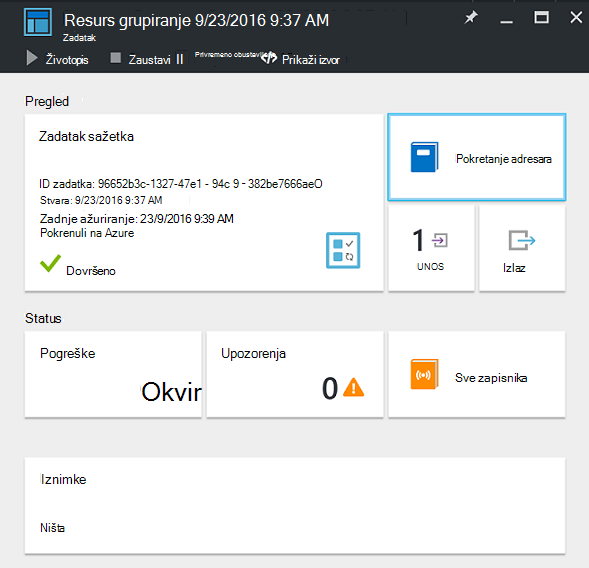 Resurs grupiranje 9/23/2016 9:37 AM
Zadatak
Životopis
Zaustavi
Privremeno obustavljeno
Prikaži izvor
Pregled
Zadatak sažetka
ID zadatka: 96652b3c-1327-47e1 - 94c 9 - 382be7666aeO
Stvara: 9/23/2016 9:37 AM
Zadnje ažuriranje: 23/9/2016 9:39 AM
Pokrenuli na Azure
Dovršeno
Pokretanje adresara
1
UNOS
Izlaz
Status
Pogreške
Okvir
Upozorenja
0
Sve zapisnika
Iznimke
Ništa